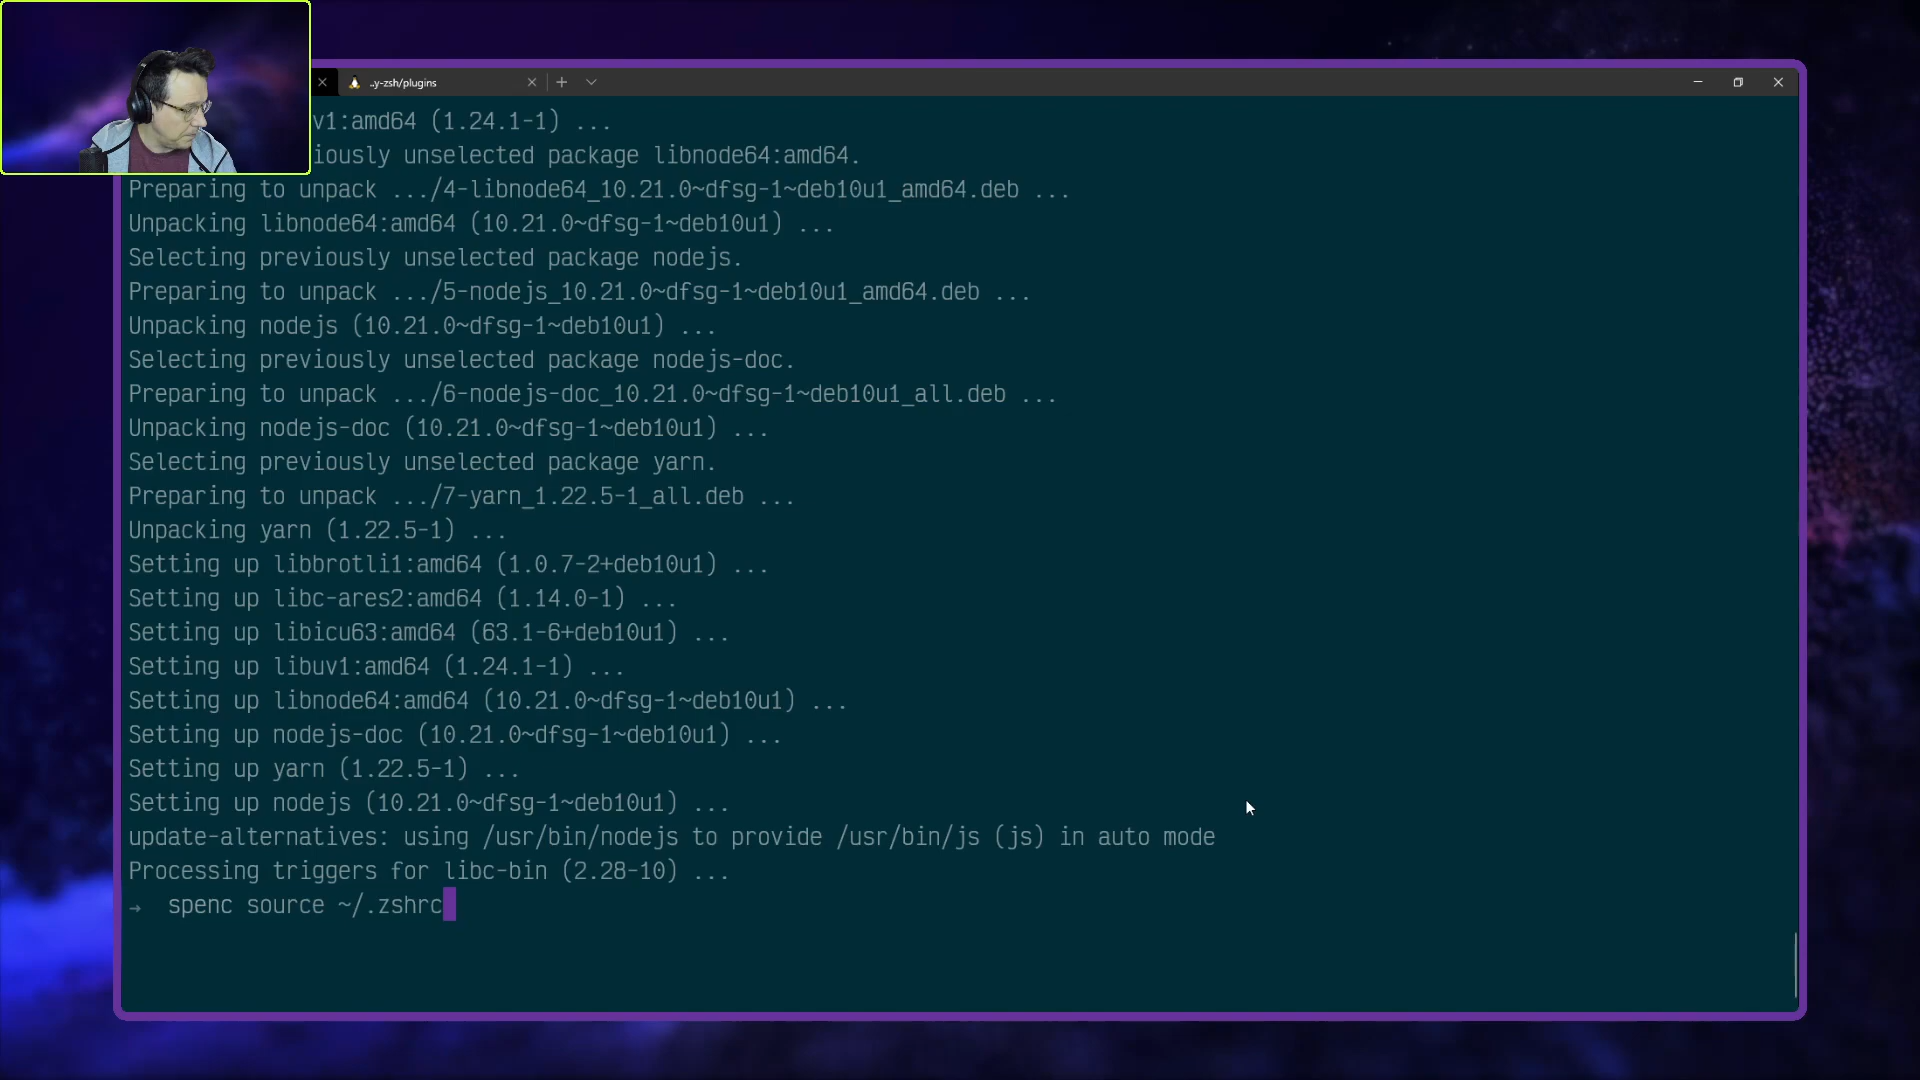 ..y-zsh/plugins
v1:amd64 (1.24.1-1) ...
iously unselected package libnode64:amd64.
Preparing to unpack .../4-libnode64_10.21.0~dfsg-1~deb10u1_amd64.deb ...
Unpacking libnode64:amd64 (10.21.0~dfsg-1~deb10u1) ...
Selecting previously unselected package nodejs.
Preparing to unpack .../5-nodejs_10.21.0~dfsg-1~deb10u1_amd64.deb ...
Unpacking nodejs (10.21.0~dfsg-1~deb10u1) ...
Selecting previously unselected package nodejs-doc.
Preparing to unpack .../6-nodejs-doc_10.21.0~dfsg-1~deb10u1_all.deb ...
Unpacking nodejs-doc (10.21.0~dfsg-1~deb10u1) ...
Selecting previously unselected package yarn.
Preparing to unpack .../7-yarn_1.22.5-1_all.deb ...
Unpacking yarn (1.22.5-1) ...
Setting up libbrotli1:amd64 (1.0.7-2+deb10u1) ...
Setting up libc-ares2:amd64 (1.14.0-1) ...
Setting up libicu63:amd64 (63.1-6+deb10u1) ...
Setting up libuv1:amd64 (1.24.1-1) ...
Setting up libnode64:amd64 (10.21.0~dfsg-1~deb10u1) ...
Setting up nodejs-doc (10.21.0~dfsg-1~deb10u1) ...
Setting up yarn (1.22.5-1) ...
Setting up nodejs (10.21.0~dfsg-1~deb10u1) ...
update-alternatives: using /usr/bin/nodejs to provide /usr/bin/js (js) in auto mode
Processing triggers for libc-bin (2.28-10) ...
→ spenc source ~/.zshrc